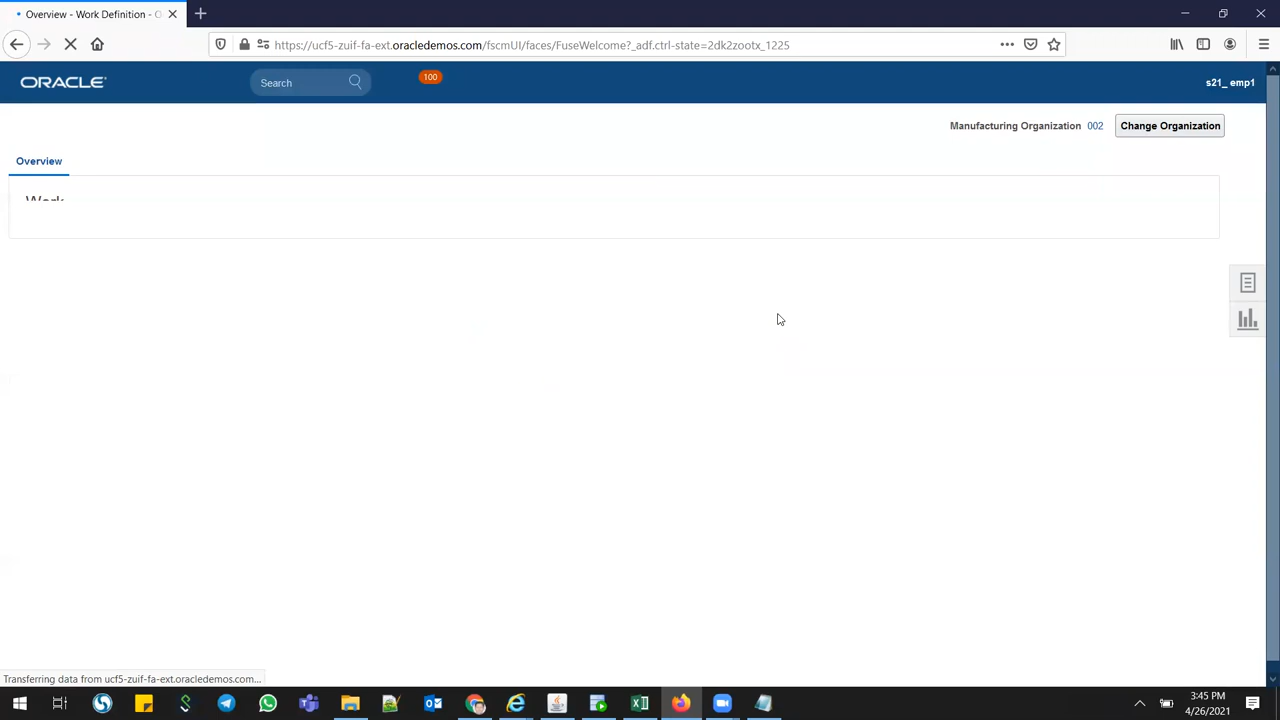 Overview - Work Definition - O
https://ucf5-zuif-fa-ext.oracledemos.com/fscmUI/faces/FuseWelcome?_adf.ctrl-state=2dk2zootx_1225
ORACLE
Search
100
s21_ emp1
Manufacturing Organization 002 Change Organization
Overview
Work
Transferring data from ucf5-zuif-fa-ext.oracledemos.com...
3:45 PM
4/26/2021